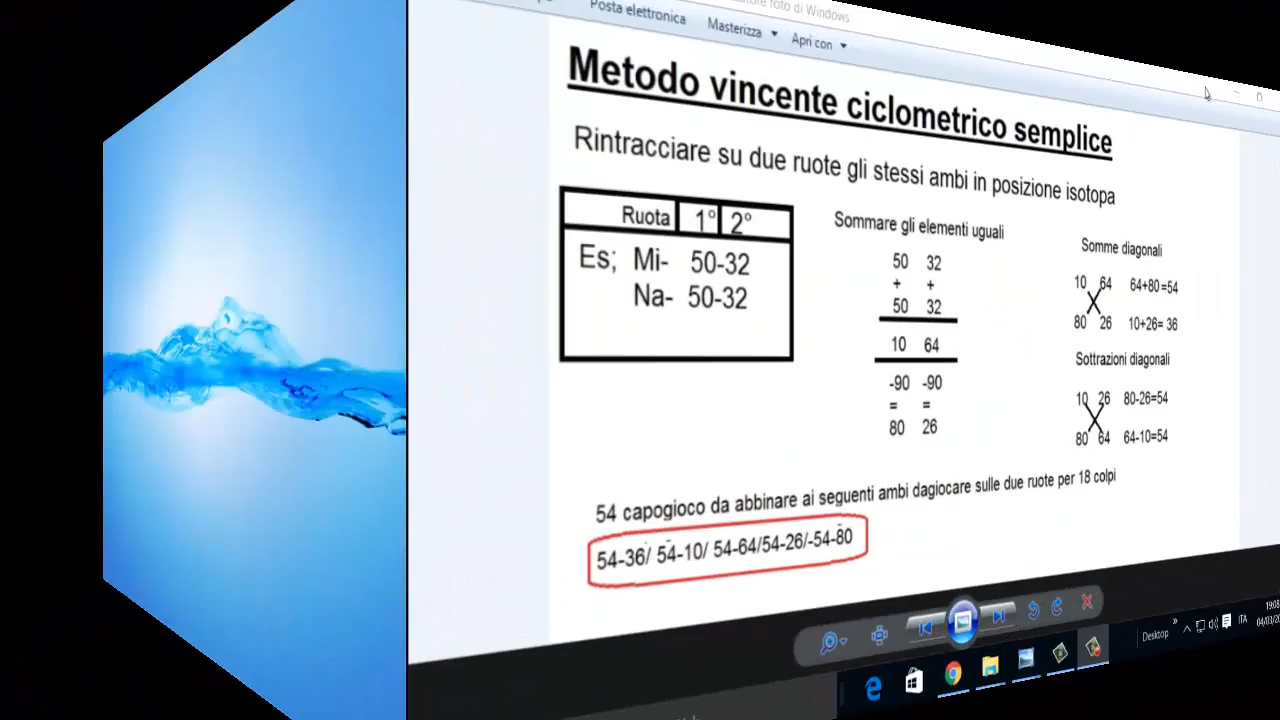 Posta elettronica Masterizza Apri con
Metodo vincente ciclometrico semplice
Rintracciare su due ruote gli stessi ambi in posizione isotopa
Ruota 1° 2°
Es; Mi- 50-32
Na- 50-32
Sommare gli elementi uguali
50 32
+ +
50 32
10 64
-90 -90
= =
80 26
Somme diagonali
10 64 64+80=54
80 26 10+26= 36
Sottrazioni diagonali
10 26 80-26=54
80 64 64-10=54
54 capogioco da abbinare ai seguenti ambi dagiocare sulle due ruote per 18 colpi
54-36/ 54-10/ 54-64/54-26/-54-80
Desktop ITA 19:08